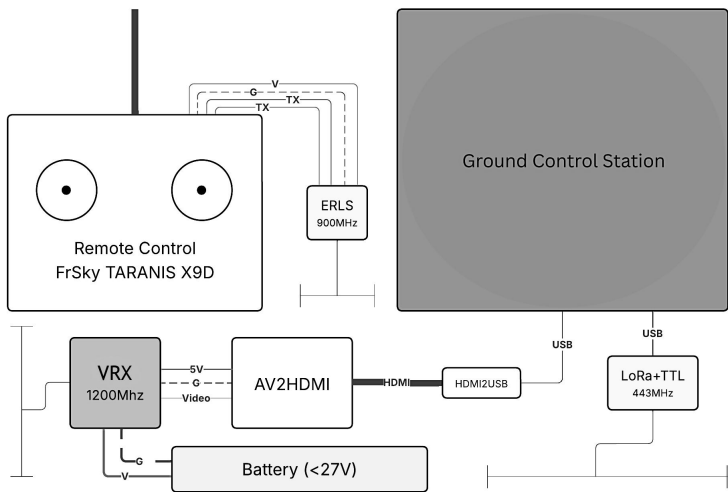 V
G
TX
TX
Ground Control Station
ERLS
900MHz
Remote Control
FrSky TARANIS X9D
USB
USB
VRX
1200Mhz
5V
G
Video
AV2HDMI
HDMI
HDMI2USB
LoRa+TTL
443MHz
G
V
Battery (<27V)